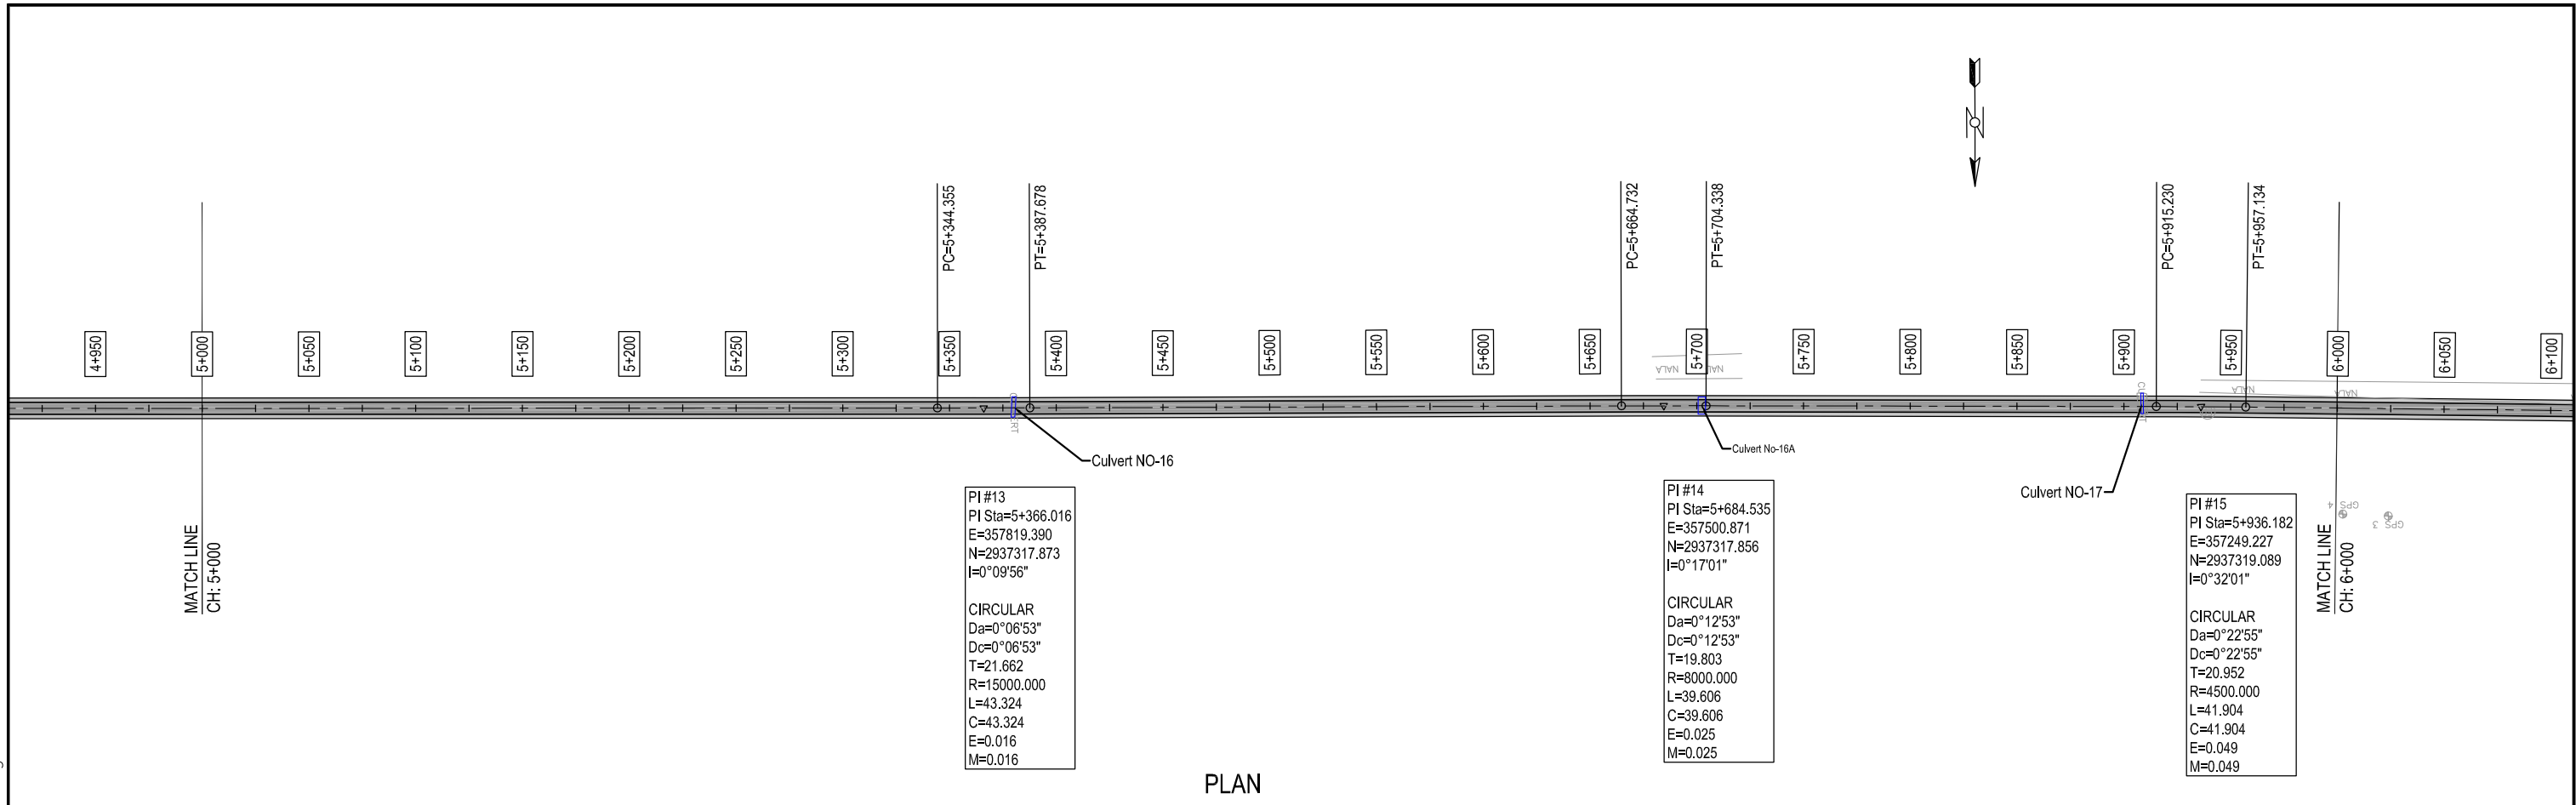 PC=5+344.355
PT=5+387.678
PC=5+664.732
PT=5+704.338
PC=5+915.230
PT=5+957.134
N
4+950
5+000
5+050
5+100
5+150
5+200
5+250
5+300
5+350
5+400
5+450
5+500
5+550
5+600
5+650
5+700
5+750
5+800
5+850
5+900
5+950
6+000
6+050
6+100
NALA
NALA
NALA
NALA
Culvert NO-16
Culvert No-16A
Culvert NO-17
MATCH LINE
CH: 5+000
PI #13
PI Sta=5+366.016
E=357819.390
N=2937317.873
I=0°09'56"
CIRCULAR
Da=0°06'53"
Dc=0°06'53"
T=21.662
R=15000.000
L=43.324
C=43.324
E=0.016
M=0.016
PI #14
PI Sta=5+684.535
E=357500.871
N=2937317.856
I=0°17'01"
CIRCULAR
Da=0°12'53"
Dc=0°12'53"
T=19.803
R=8000.000
L=39.606
C=39.606
E=0.025
M=0.025
PI #15
PI Sta=5+936.182
E=357249.227
N=2937319.089
I=0°32'01"
CIRCULAR
Da=0°22'55"
Dc=0°22'55"
T=20.952
R=4500.000
L=41.904
C=41.904
E=0.049
M=0.049
MATCH LINE
CH: 6+000
GPS 4
GPS 3
PLAN